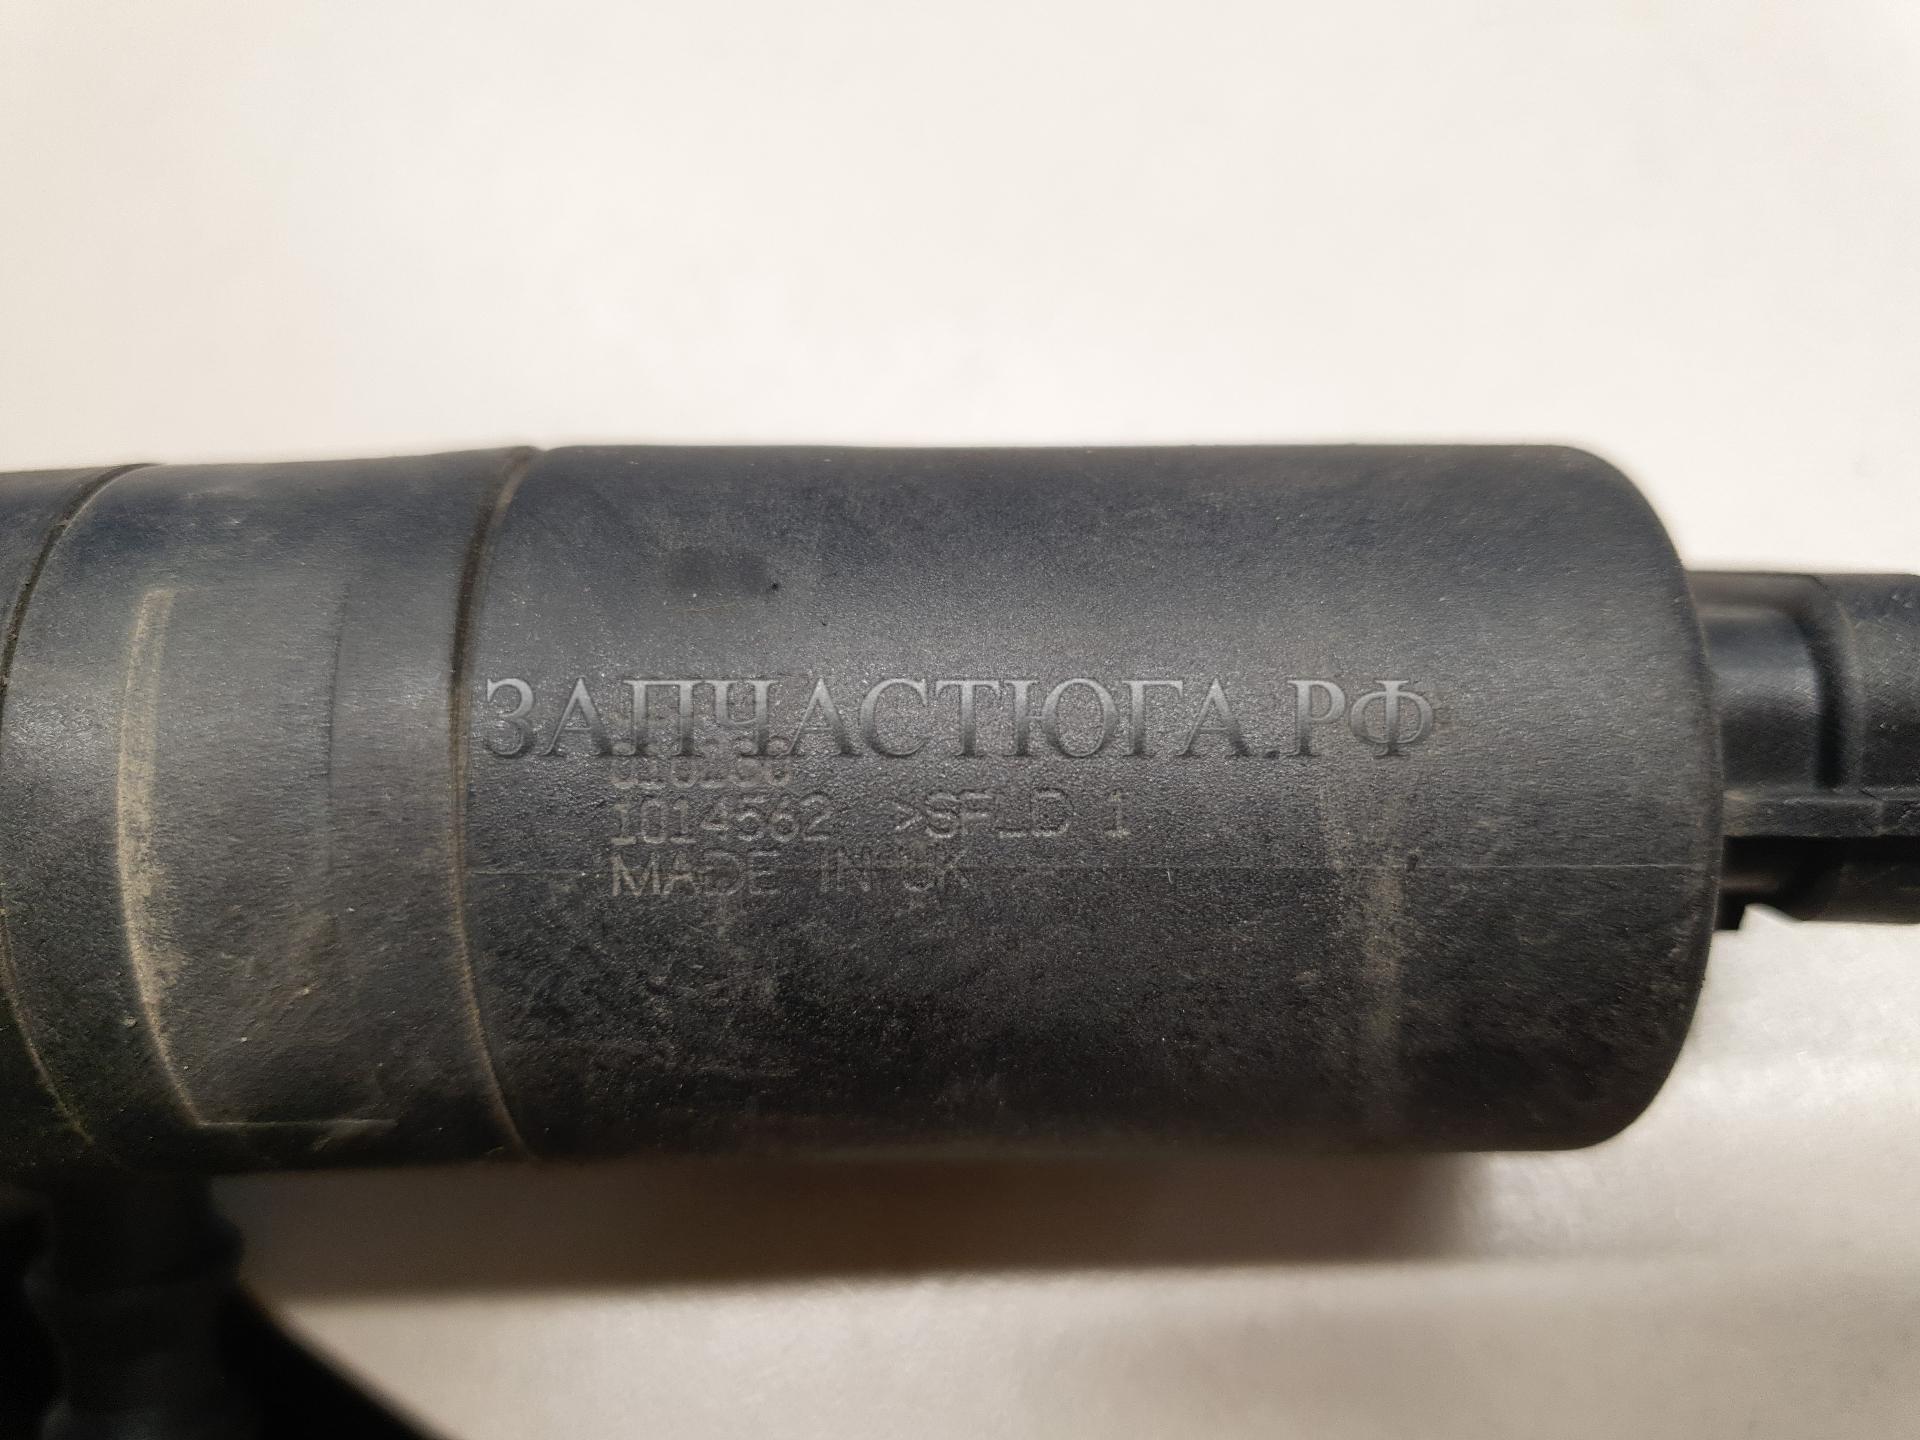 ЗАПЧАСТЮГА.РФ
1014562 >SFLD 1
MADE IN UK